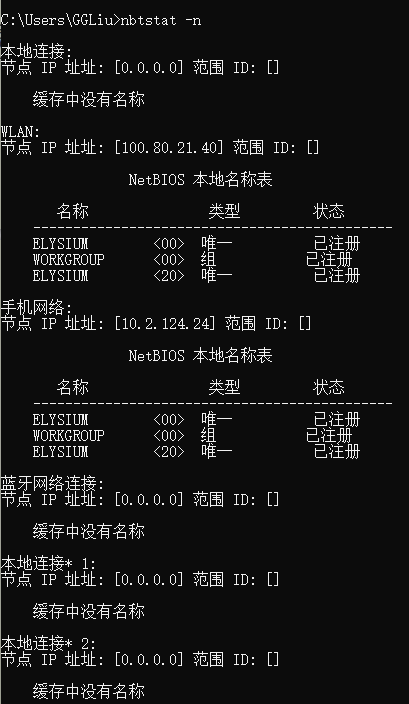 C:\Users\GGLiu>nbtstat -n
本地连接:
节点 IP 址址: [0.0.0.0] 范围 ID: []
缓存中没有名称
WLAN:
节点 IP 址址: [100.80.21.40] 范围 ID: []
NetBIOS 本地名称表
名称 类型 状态
---------------------------------------------
ELYSIUM <00> 唯一 已注册
WORKGROUP <00> 组 已注册
ELYSIUM <20> 唯一 已注册
手机网络:
节点 IP 址址: [10.2.124.24] 范围 ID: []
NetBIOS 本地名称表
名称 类型 状态
---------------------------------------------
ELYSIUM <00> 唯一 已注册
WORKGROUP <00> 组 已注册
ELYSIUM <20> 唯一 已注册
蓝牙网络连接:
节点 IP 址址: [0.0.0.0] 范围 ID: []
缓存中没有名称
本地连接* 1:
节点 IP 址址: [0.0.0.0] 范围 ID: []
缓存中没有名称
本地连接* 2:
节点 IP 址址: [0.0.0.0] 范围 ID: []
缓存中没有名称